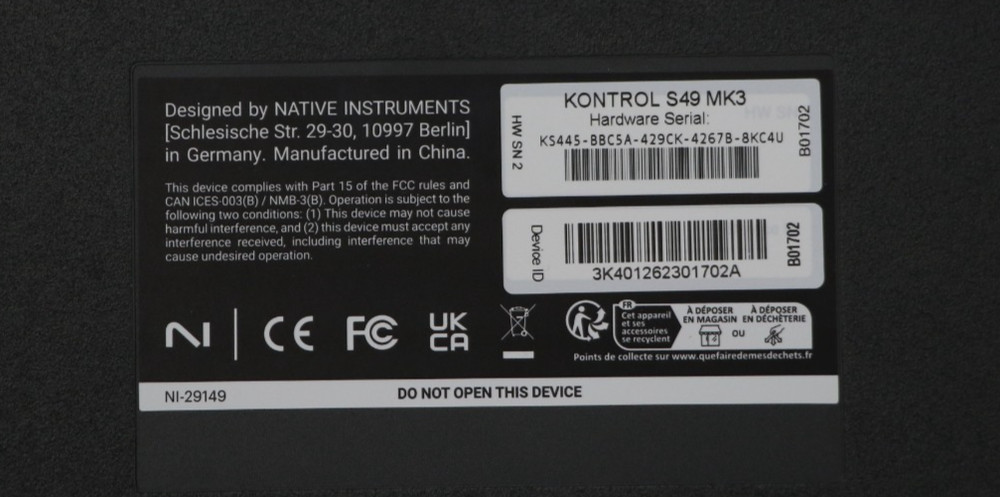 Designed by NATIVE INSTRUMENTS
[Schlesische Str. 29-30, 10997 Berlin]
in Germany. Manufactured in China.
This device complies with Part 15 of the FCC rules and
CAN ICES-003(B) / NMB-3(B). Operation is subject to the
following two conditions: (1) This device may not cause
harmful interference, and (2) this device must accept any
interference received, including interference that may
cause undesired operation.
KONTROL S49 MK3
Hardware Serial:
KS445-BBC5A-429CK-4267B-8KC4U
HW SN 2
B01702
Device ID
3K401262301702A
B01702
NI
CE
FC
UK
CA
FR
Cet appareil
et ses
accessoires
se recyclent
À DÉPOSER
EN MAGASIN
OU
À DÉPOSER
EN DÉCHÈTERIE
Points de collecte sur www.quefairedemesdechets.fr
NI-29149
DO NOT OPEN THIS DEVICE